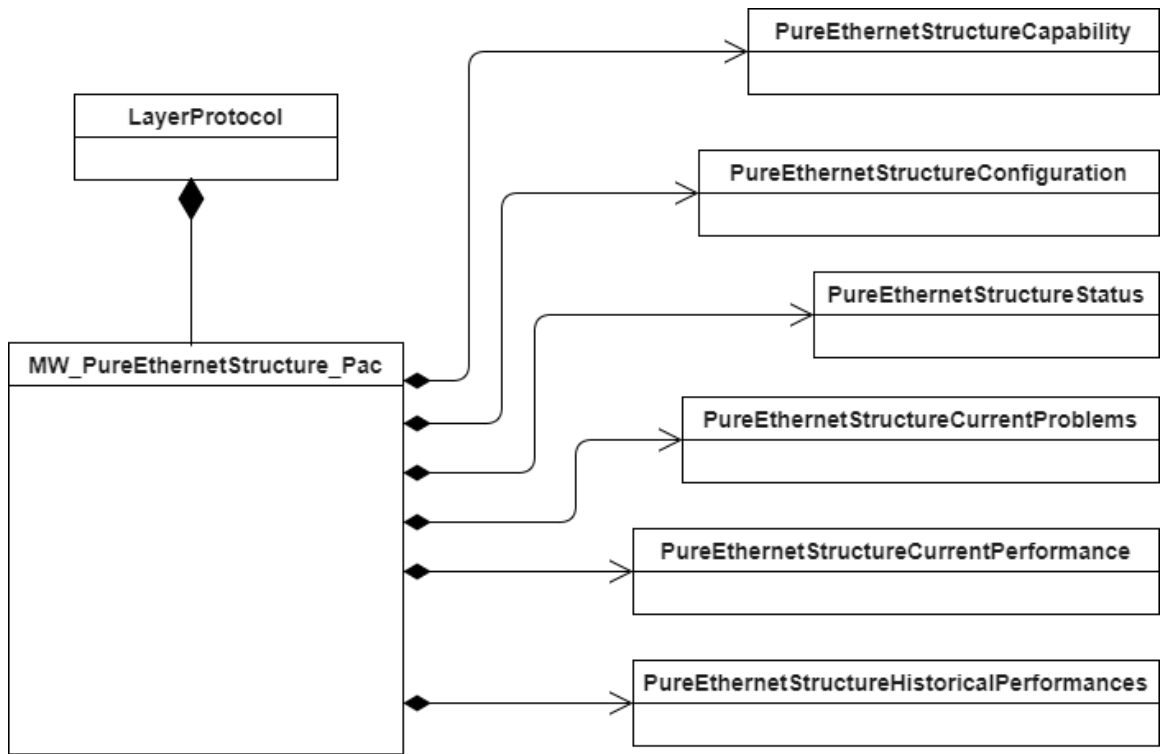 PureEthernetStructureCapability
LayerProtocol
PureEthernetStructureConfiguration
PureEthernetStructureStatus
MW_PureEthernetStructure_Pac
PureEthernetStructureCurrentProblems
PureEthernetStructureCurrentPerformance
PureEthernetStructureHistoricalPerformances